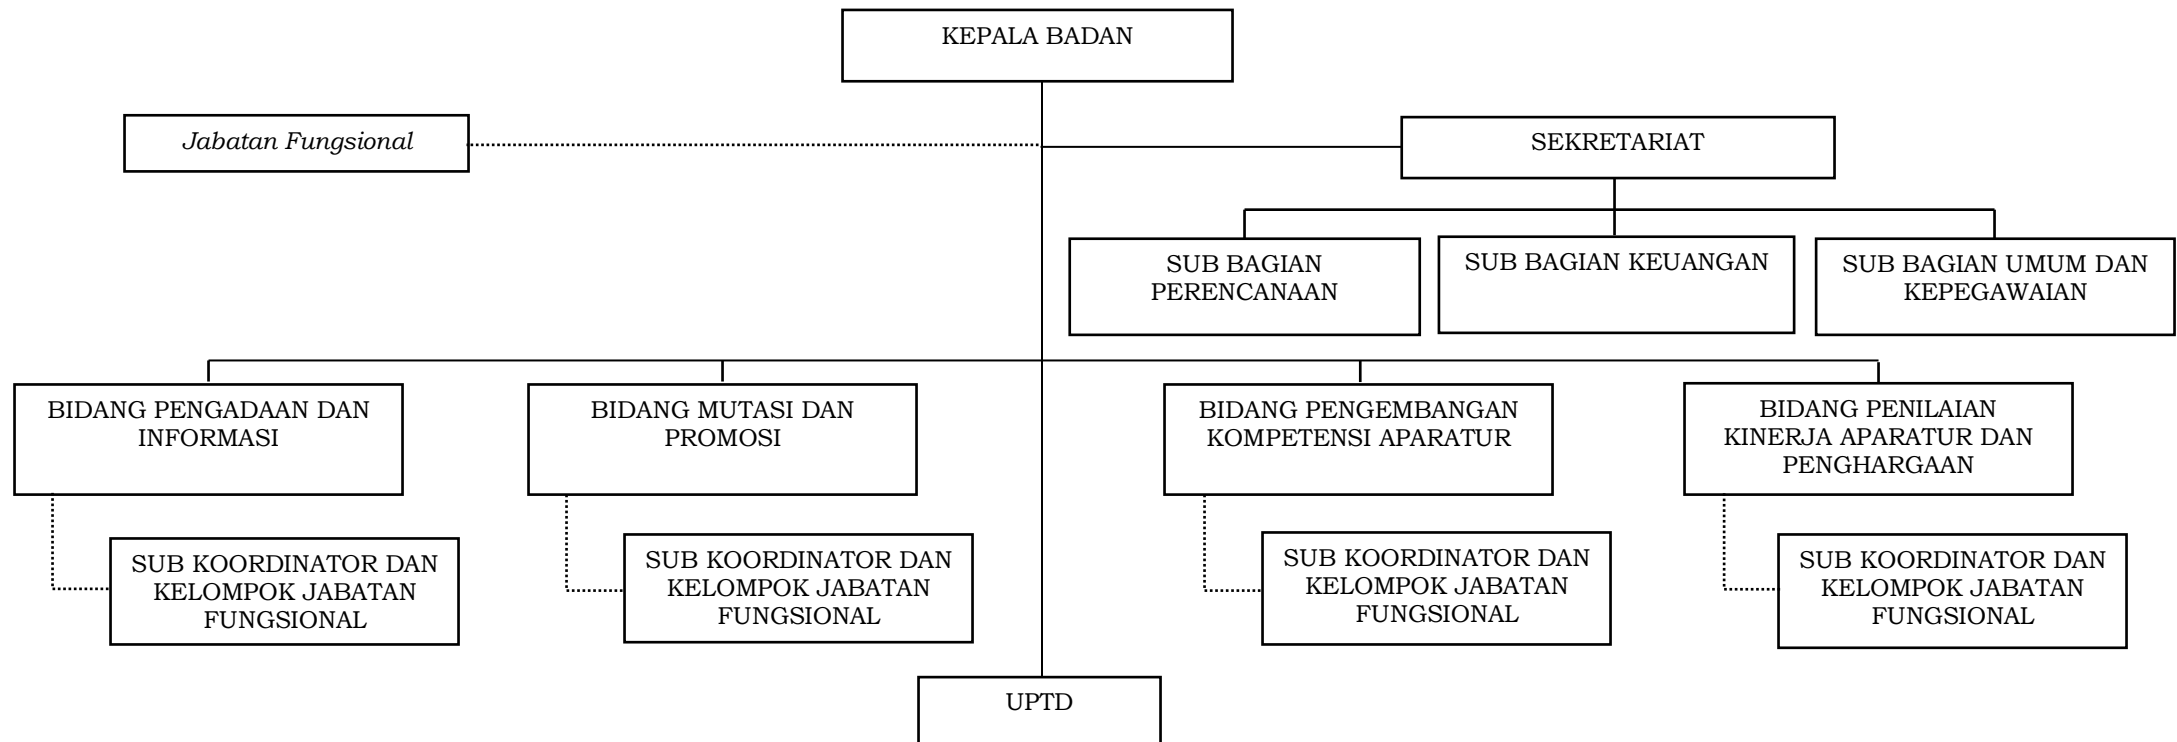 KEPALA BADAN
Jabatan Fungsional
SEKRETARIAT
SUB BAGIAN
PERENCANAAN
SUB BAGIAN KEUANGAN
SUB BAGIAN UMUM DAN
KEPEGAWAIAN
BIDANG PENGADAAN DAN
INFORMASI
BIDANG MUTASI DAN
PROMOSI
BIDANG PENGEMBANGAN
KOMPETENSI APARATUR
BIDANG PENILAIAN
KINERJA APARATUR DAN
PENGHARGAAN
SUB KOORDINATOR DAN
KELOMPOK JABATAN
FUNGSIONAL
SUB KOORDINATOR DAN
KELOMPOK JABATAN
FUNGSIONAL
SUB KOORDINATOR DAN
KELOMPOK JABATAN
FUNGSIONAL
SUB KOORDINATOR DAN
KELOMPOK JABATAN
FUNGSIONAL
UPTD